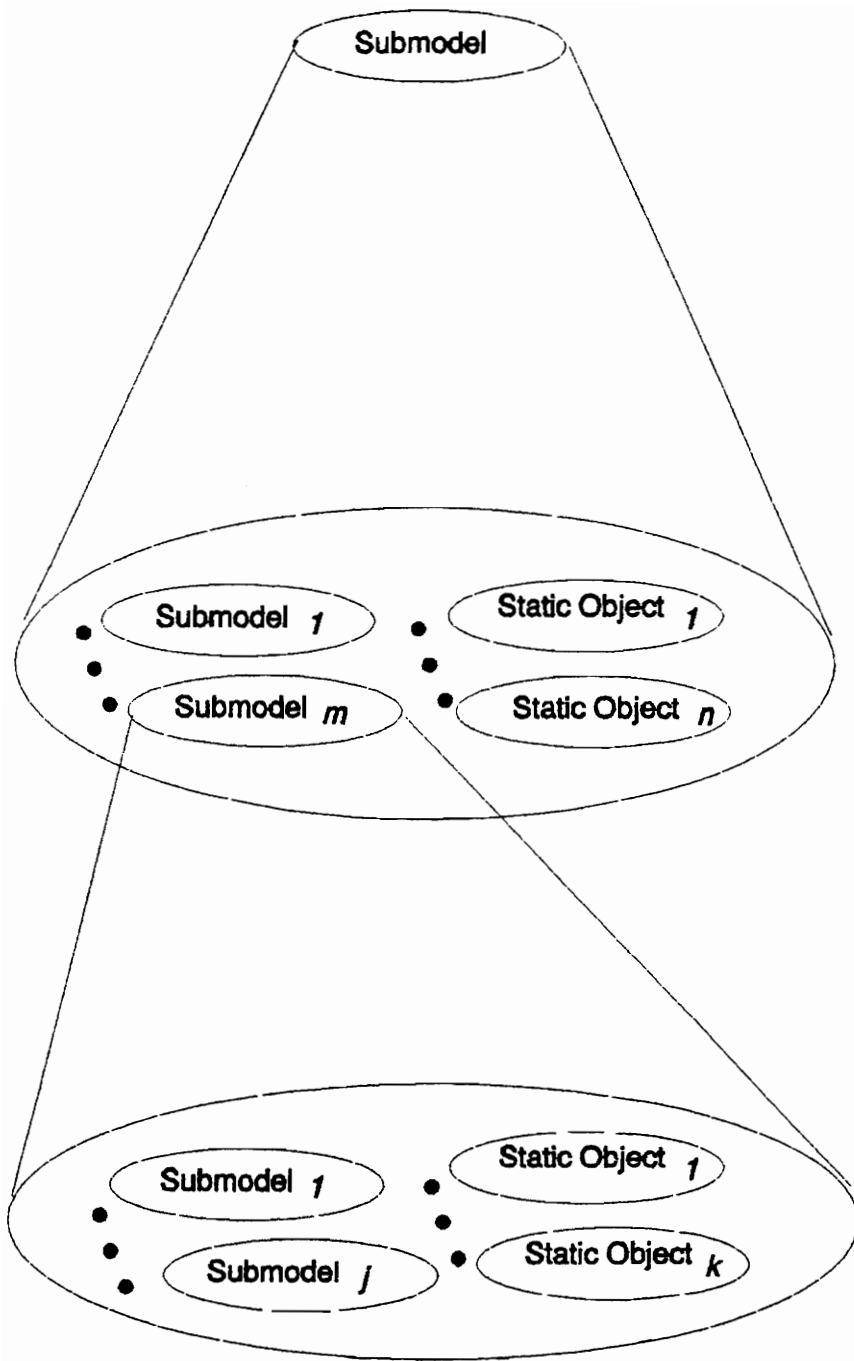 Submodel
Submodel 1
Static Object 1
Submodel m
Static Object n
Submodel 1
Static Object 1
Submodel j
Static Object k